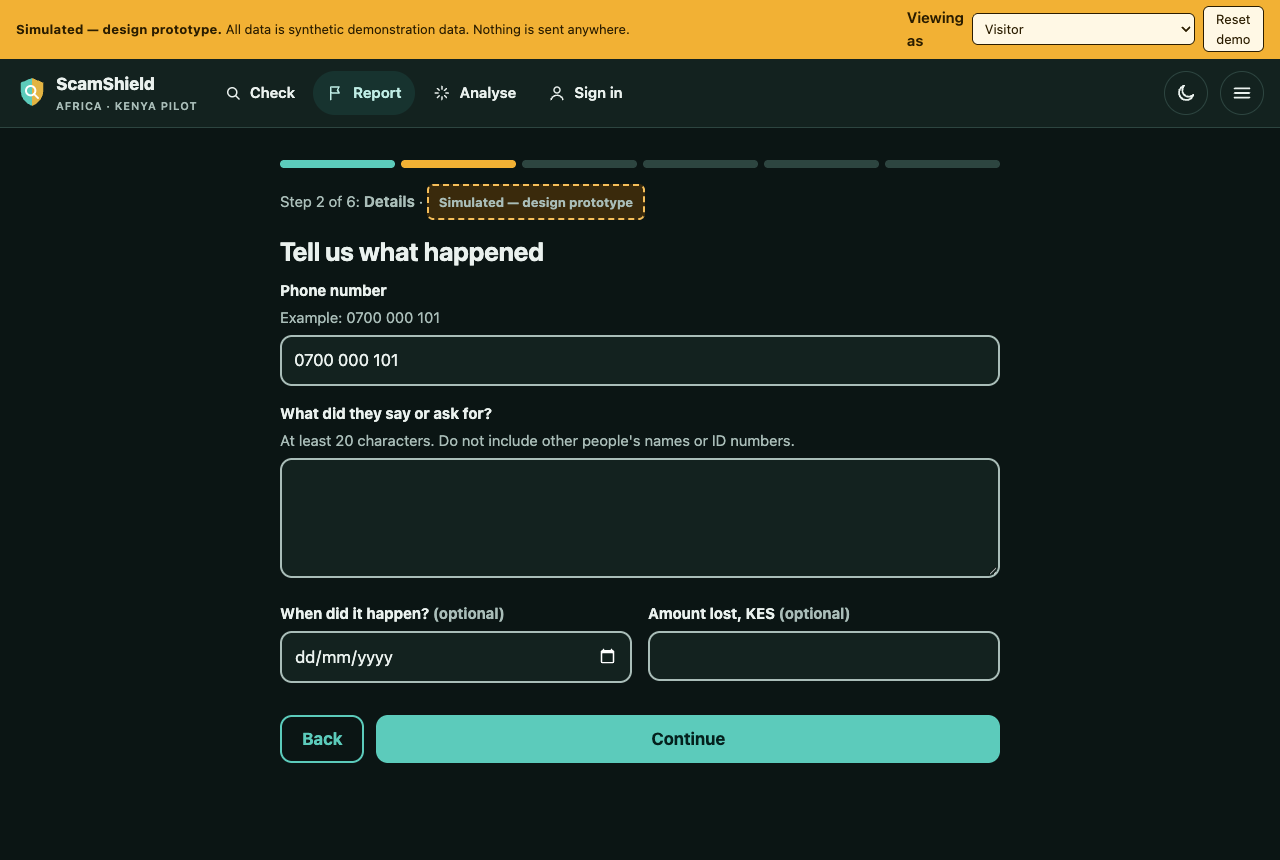 Simulated — design prototype. All data is synthetic demonstration data. Nothing is sent anywhere.
Viewing as
Visitor
Reset demo
ScamShield
AFRICA · KENYA PILOT
Check
Report
Analyse
Sign in
Step 2 of 6: Details · Simulated — design prototype
Tell us what happened
Phone number
Example: 0700 000 101
0700 000 101
What did they say or ask for?
At least 20 characters. Do not include other people's names or ID numbers.
When did it happen? (optional)
Amount lost, KES (optional)
dd/mm/yyyy
Back
Continue